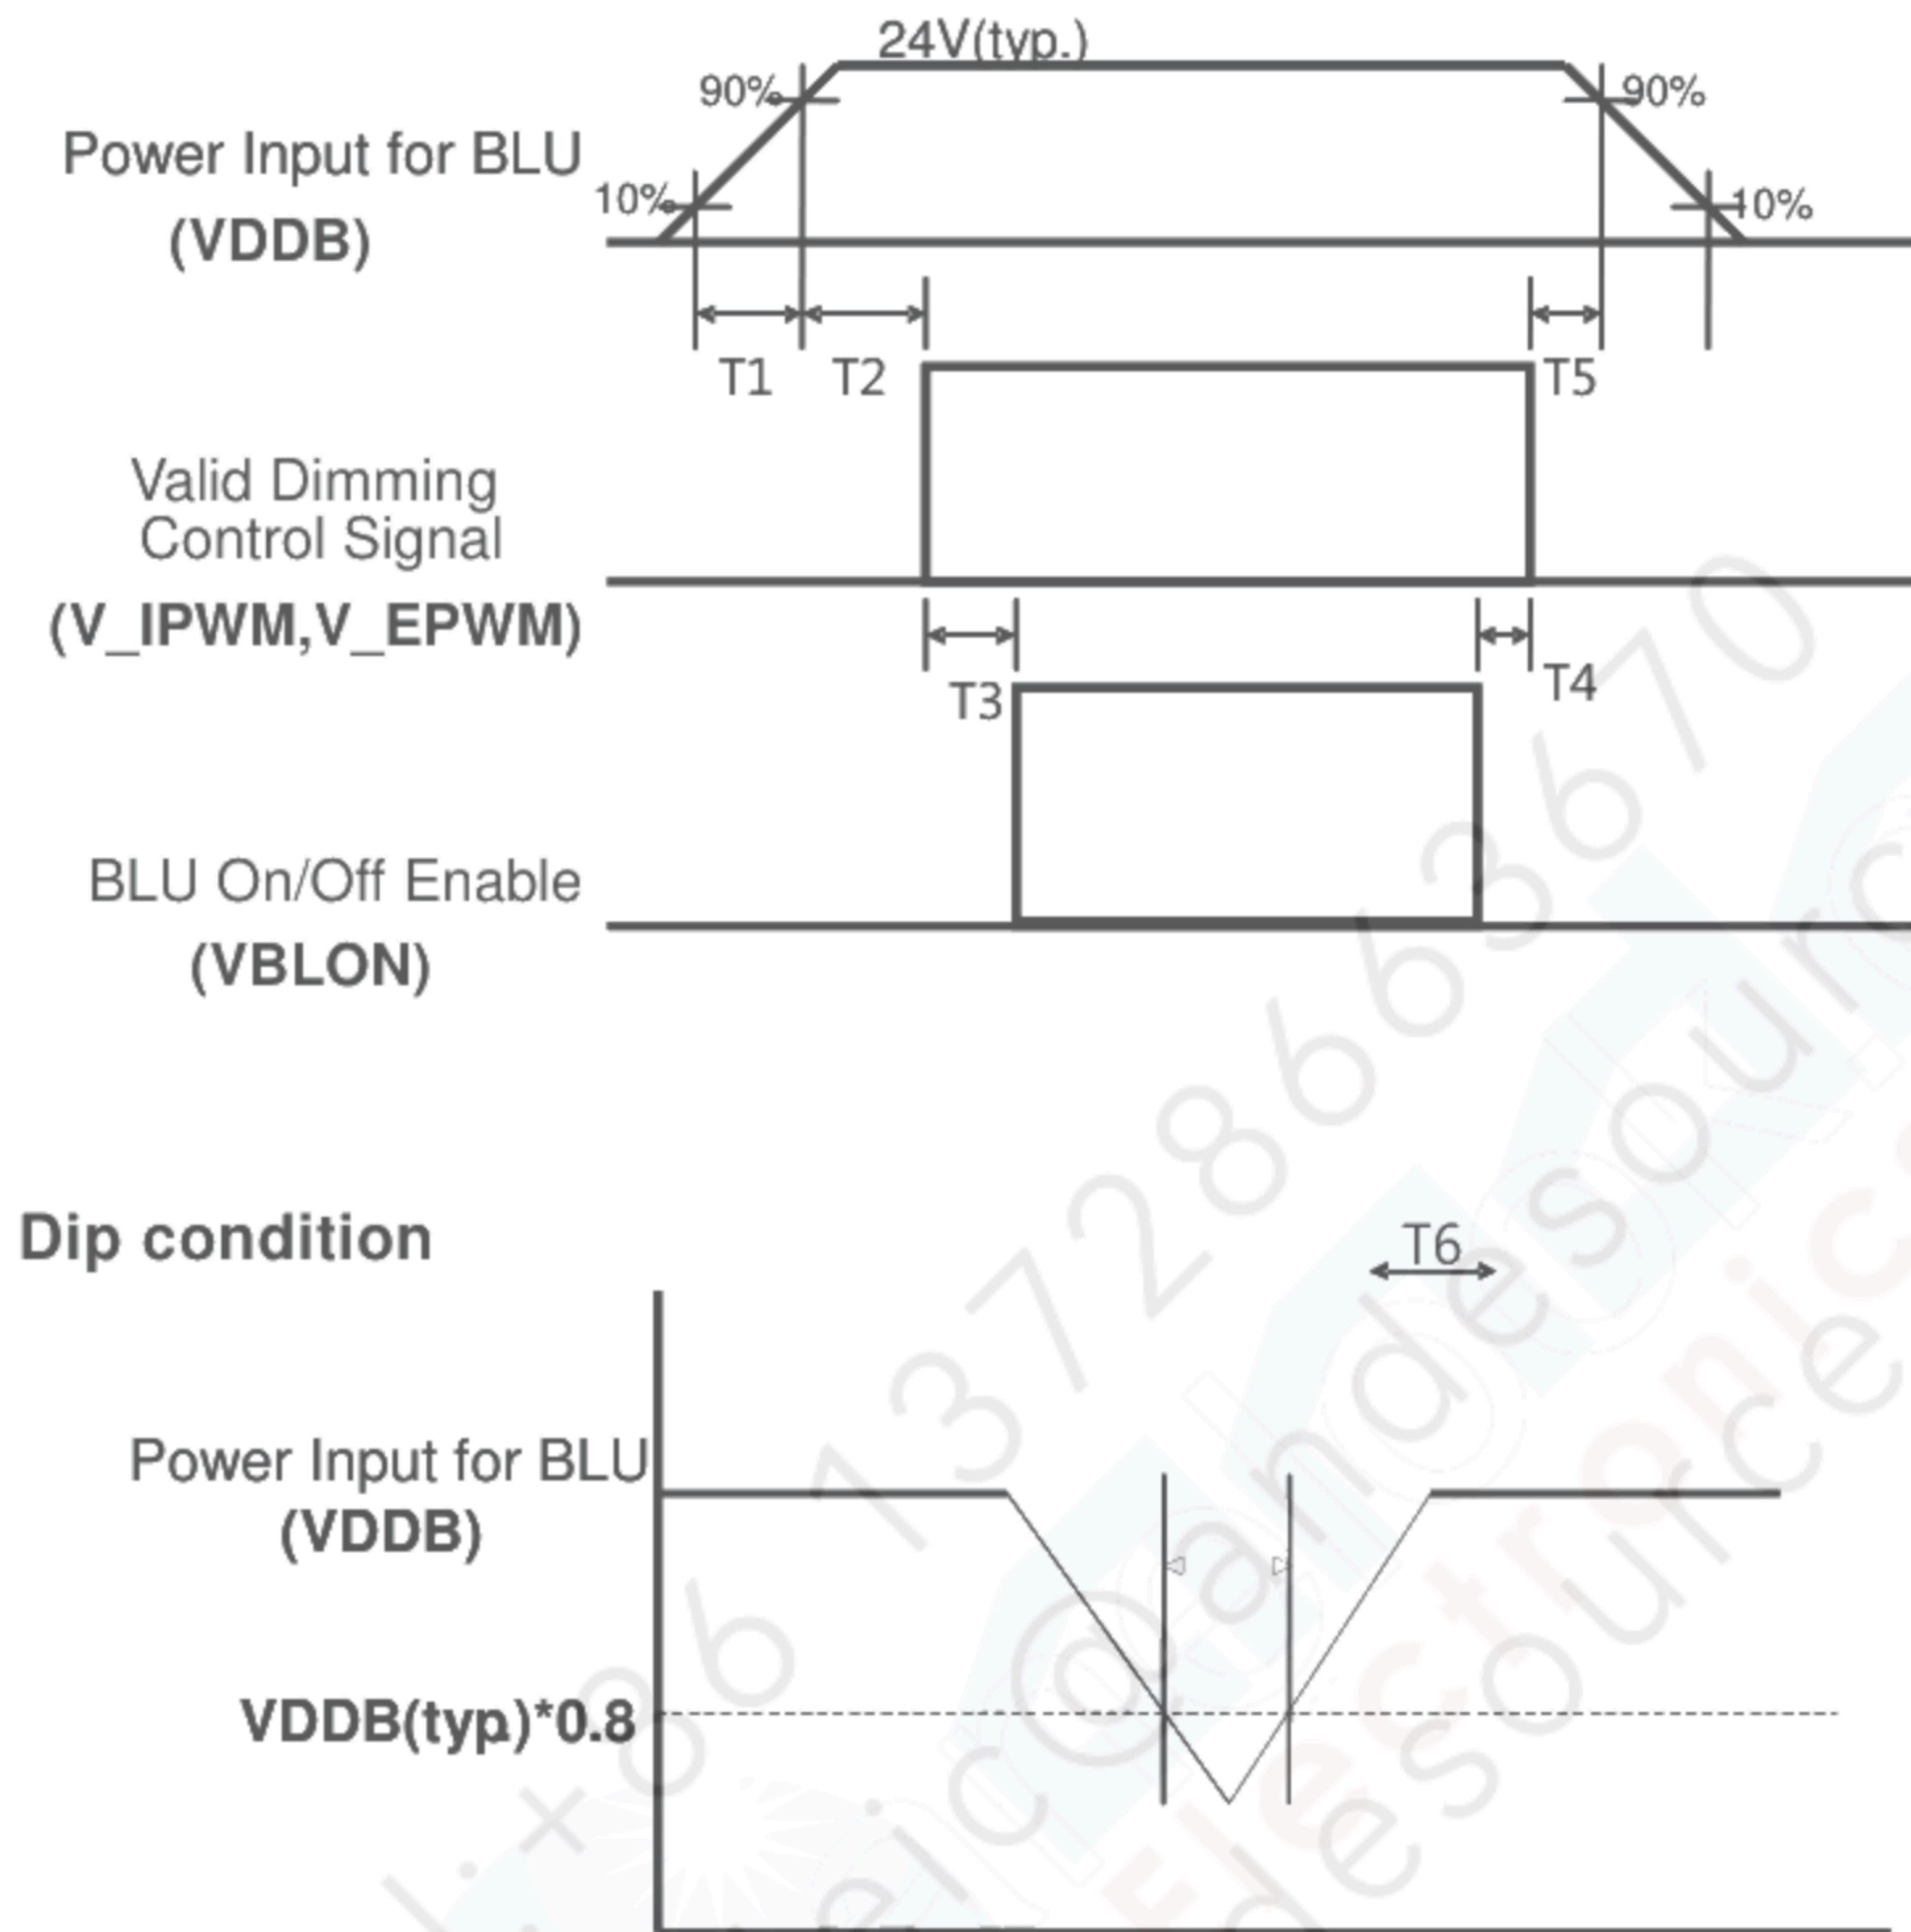 24V(typ.)
90%
90%
Power Input for BLU
10%
10%
(VDDB)
T1
T2
T5
Valid Dimming
Control Signal
(V_IPWM,V_EPWM)
T3
T4
BLU On/Off Enable
(VBLON)
Dip condition
T6
Power Input for BLU
(VDDB)
VDDB(typ.)*0.8
+86 13728663670